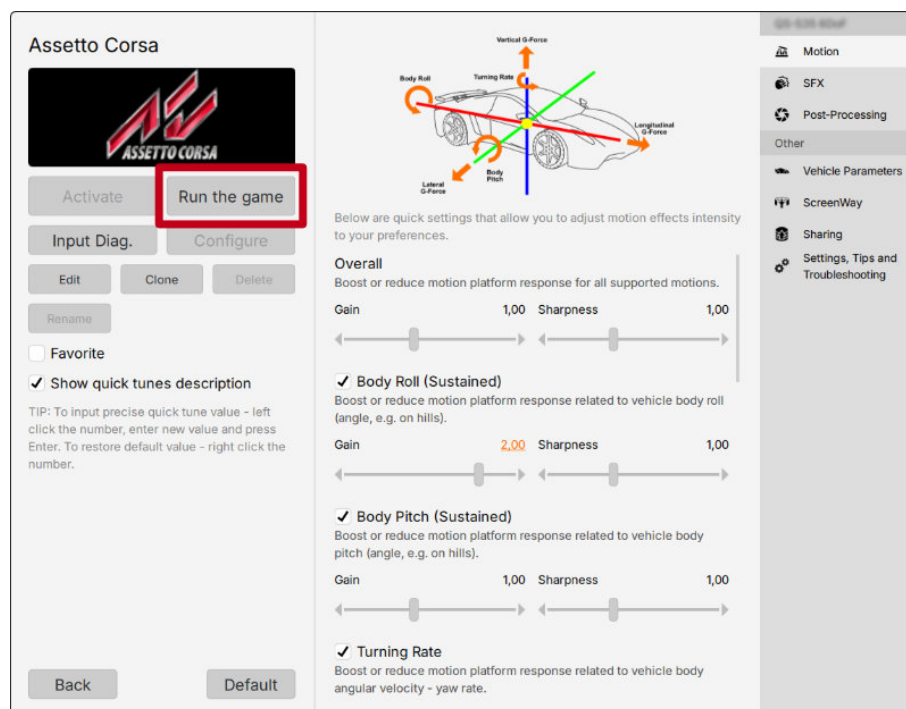 Assetto Corsa
ASSETTO CORSA
Activate
Run the game
Input Diag.
Configure
Edit
Clone
Delete
Rename
Favorite
Show quick tunes description
TIP: To input precise quick tune value - left
click the number, enter new value and press
Enter. To restore default value - right click the
number.
Back
Default
Vertical G-Force
Body Roll
Turning Rate
Longitudinal
G-Force
Lateral
G-Force
Body
Pitch
Below are quick settings that allow you to adjust motion effects intensity
to your preferences.
Overall
Boost or reduce motion platform response for all supported motions.
Gain 1,00 Sharpness 1,00
Body Roll (Sustained)
Boost or reduce motion platform response related to vehicle body roll
(angle, e.g. on hills).
Gain 2,00 Sharpness 1,00
Body Pitch (Sustained)
Boost or reduce motion platform response related to vehicle body
pitch (angle, e.g. on hills).
Gain 1,00 Sharpness 1,00
Turning Rate
Boost or reduce motion platform response related to vehicle body
angular velocity - yaw rate.
Motion
SFX
Post-Processing
Other
Vehicle Parameters
ScreenWay
Sharing
Settings, Tips and
Troubleshooting